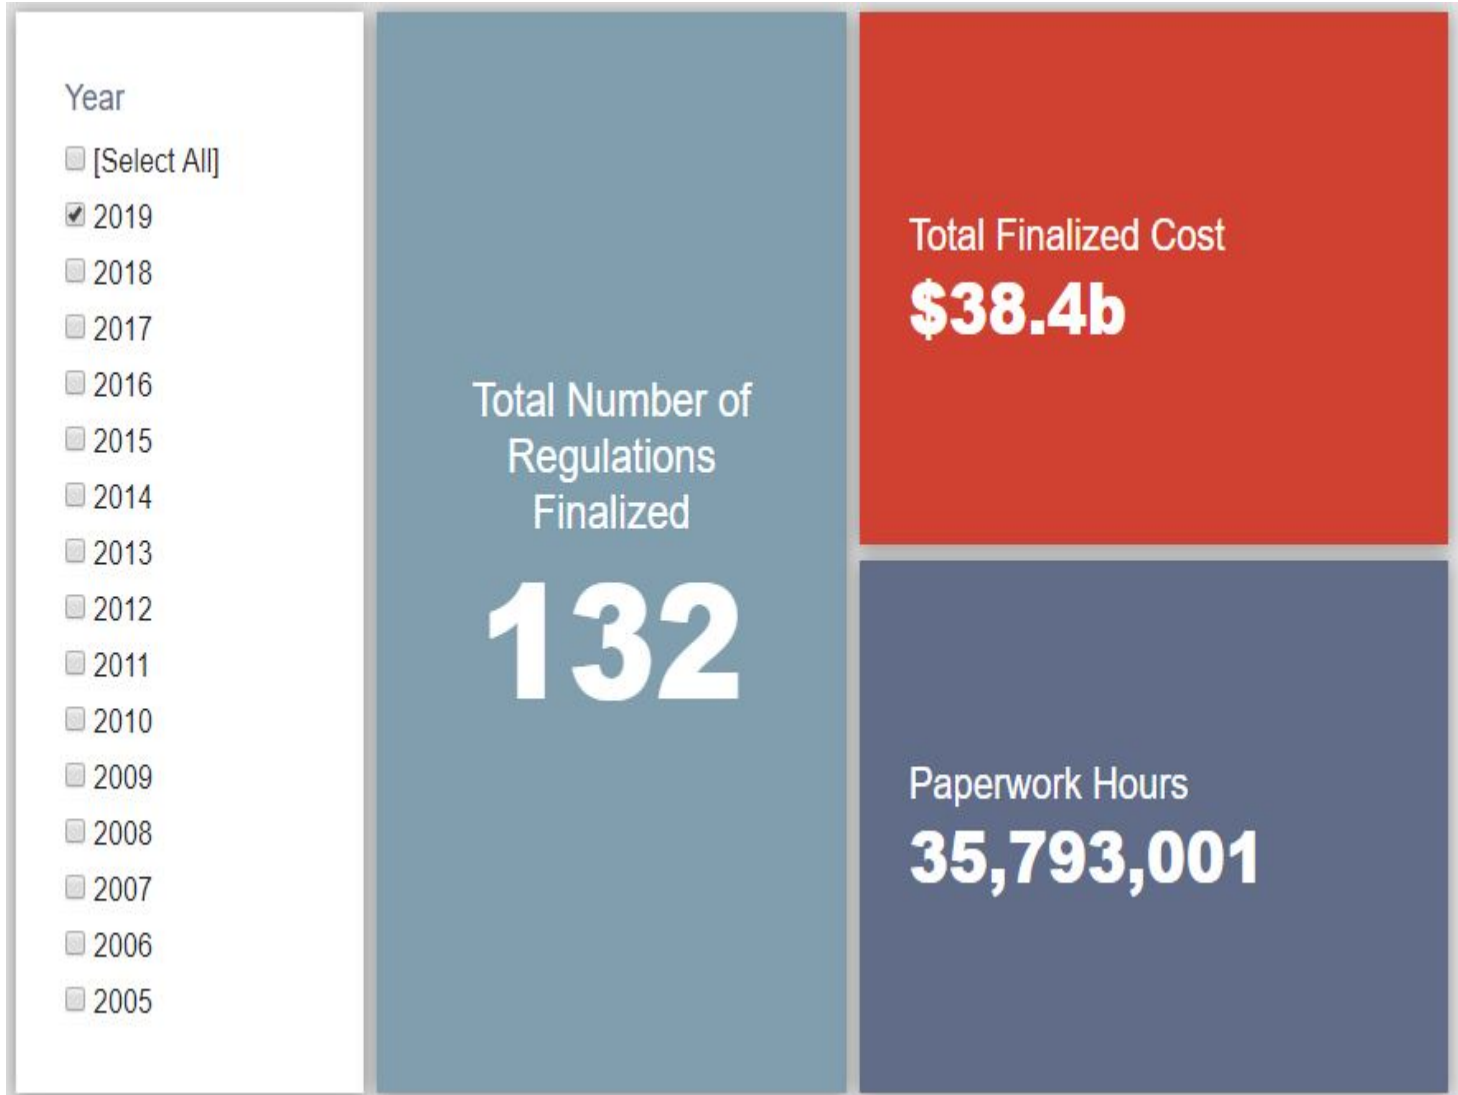 Year
[Select All]
2019
2018
2017
2016
2015
2014
2013
2012
2011
2010
2009
2008
2007
2006
2005
Total Number of
Regulations
Finalized
132
Total Finalized Cost
$38.4b
Paperwork Hours
35,793,001